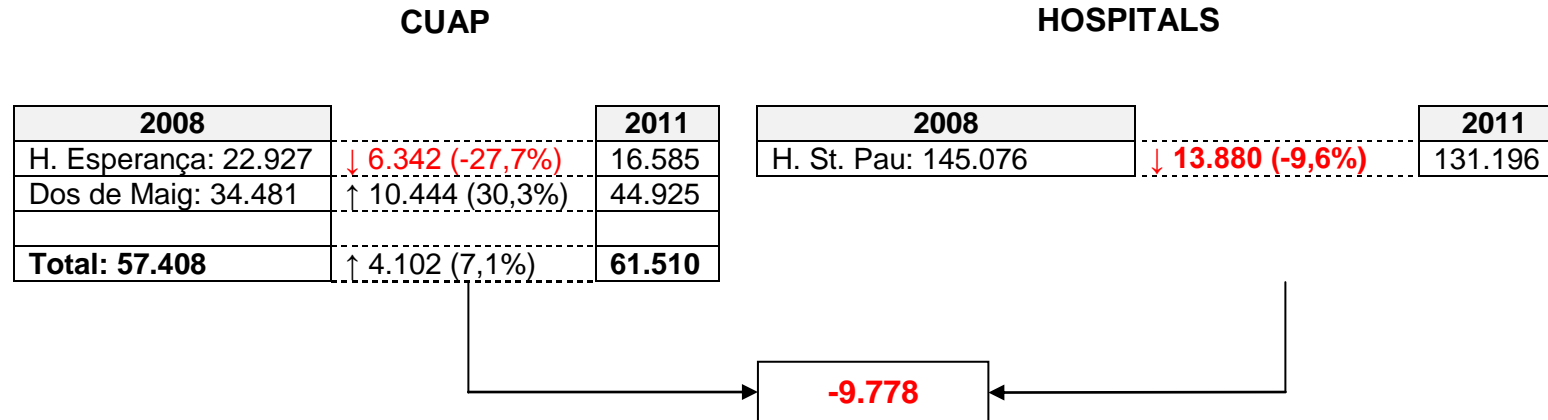 CUAP
HOSPITALS
2008 2011
H. Esperança: 22.927 ↓ 6.342 (-27,7%) 16.585
Dos de Maig: 34.481 ↑ 10.444 (30,3%) 44.925
Total: 57.408 ↑ 4.102 (7,1%) 61.510
2008 2011
H. St. Pau: 145.076 ↓ 13.880 (-9,6%) 131.196
-9.778